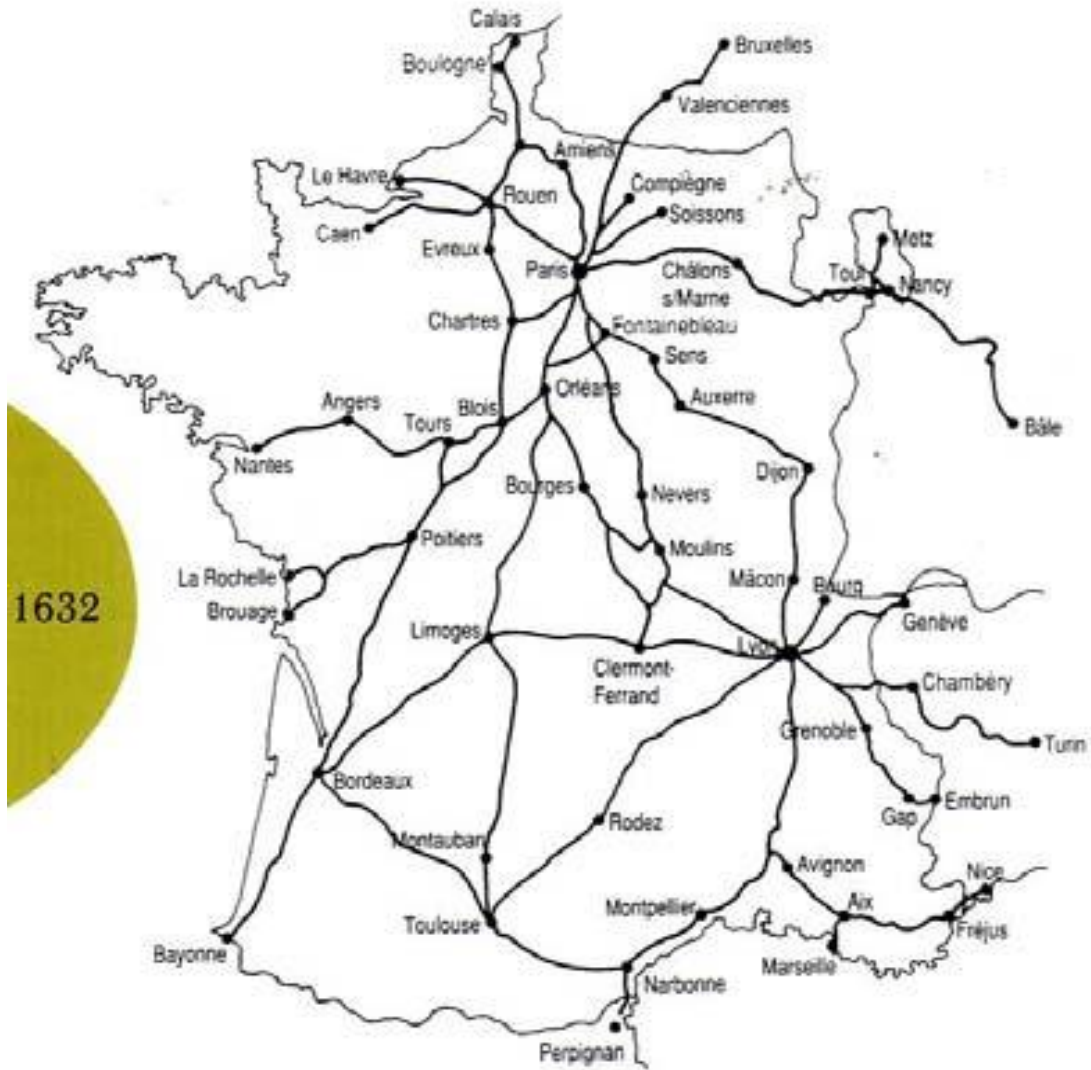 Calais
Bruxelles
Boulogne
Valenciennes
Amiens
Le Havre
Compiègne
Rouen
Soissons
Caen
Metz
Evreux
Paris
Châlons
s/Marne
Toul
Nancy
Chartres
Fontainebleau
Sens
Orléans
Angers
Blois
Auxerre
Tours
Bâle
Nantes
Dijon
Bourges
Nevers
Poitiers
Moulins
La Rochelle
Mâcon
Bourg
1632
Brouage
Genève
Limoges
Lyon
Clermont-
Ferrand
Chambéry
Grenoble
Turin
Bordeaux
Embrun
Gap
Rodez
Montauban
Avignon
Nice
Aix
Montpellier
Toulouse
Fréjus
Bayonne
Marseille
Narbonne
Perpignan